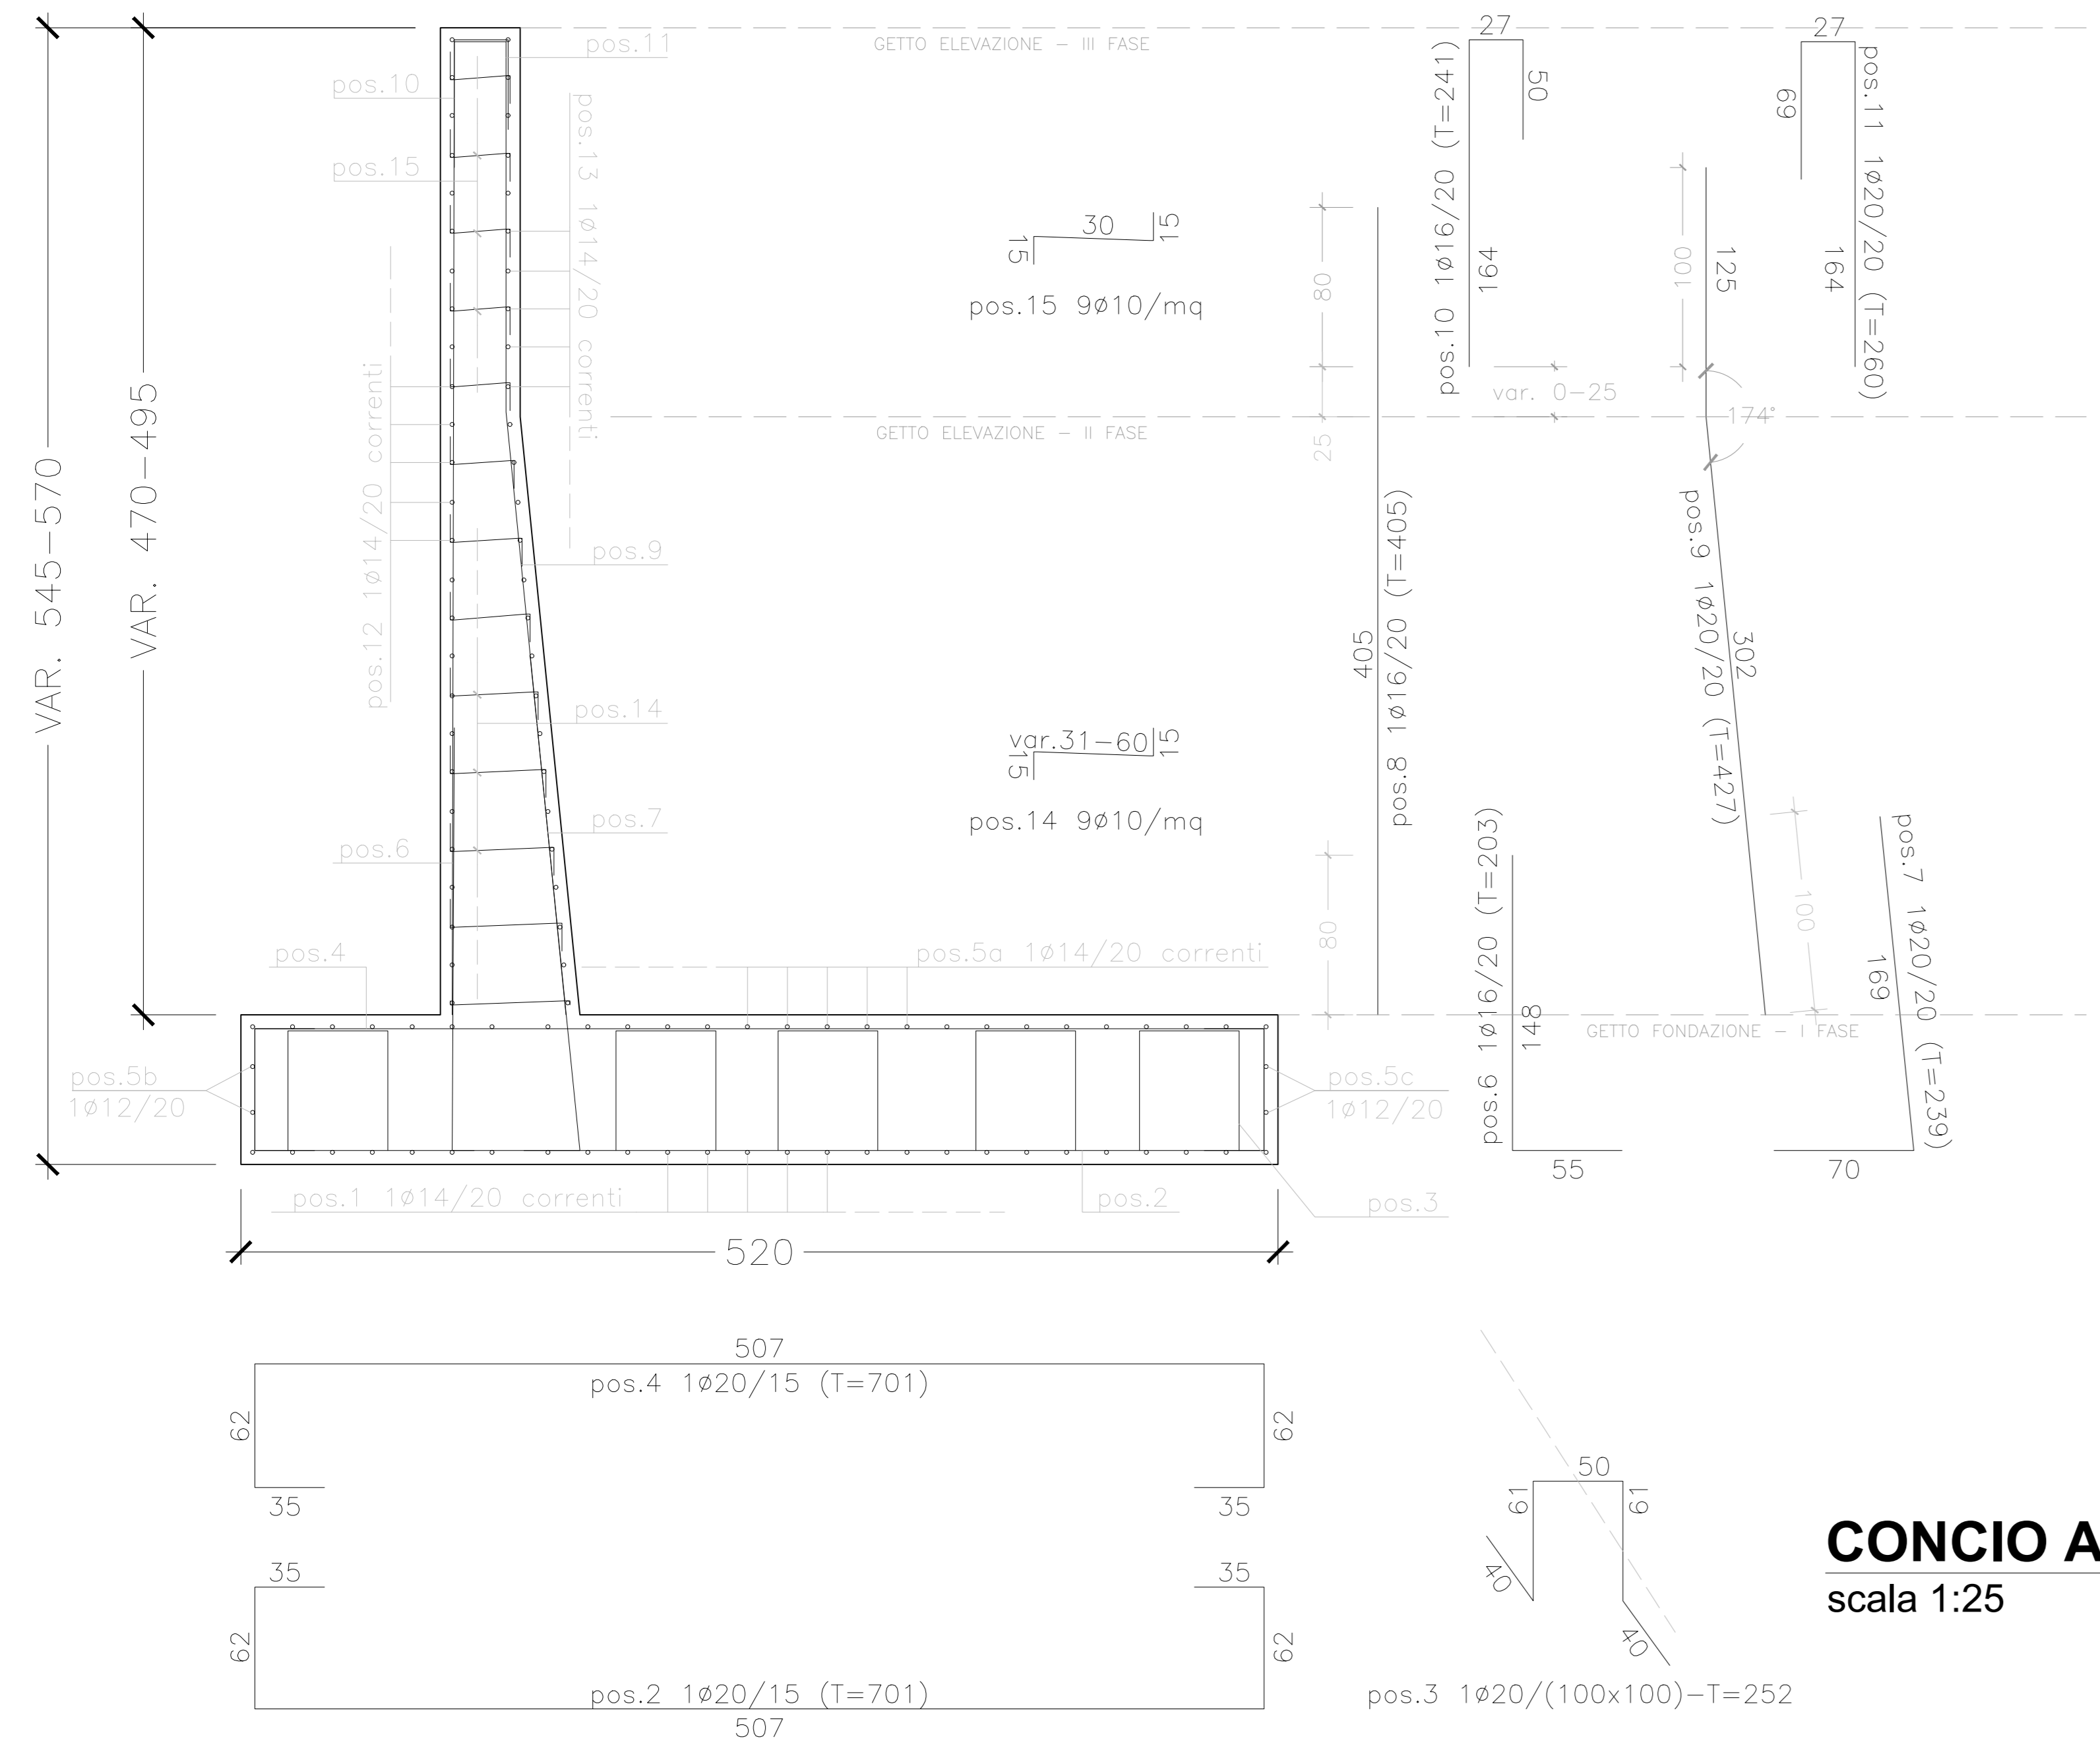 GETTO ELEVAZIONE – III FASE
pos.11
pos.10
pos.15
pos.13 1ø14/20 correnti
pos.12 1ø14/20 correnti
VAR. 545–570
VAR. 470–495
GETTO ELEVAZIONE – II FASE
pos.9
pos.14
pos.7
pos.6
pos.4
pos.5a 1ø14/20 correnti
pos.5b
1ø12/20
pos.5c
1ø12/20
pos.1 1ø14/20 correnti
pos.2
pos.3
520
15
30
15
pos.15 9ø10/mq
15
var.31–60
15
pos.14 9ø10/mq
80
25
80
405
pos.8 1ø16/20 (T=405)
27
50
164
pos.10 1ø16/20 (T=241)
var. 0–25
27
69
164
pos.11 1ø20/20 (T=260)
100
125
174°
302
pos.9 1ø20/20 (T=427)
100
GETTO FONDAZIONE – I FASE
pos.6 1ø16/20 (T=203)
148
55
169
pos.7 1ø20/20 (T=239)
70
507
pos.4 1ø20/15 (T=701)
62
62
35
35
35
35
62
62
pos.2 1ø20/15 (T=701)
507
50
61
61
40
40
pos.3 1ø20/(100x100)–T=252
CONCIO A
scala 1:25